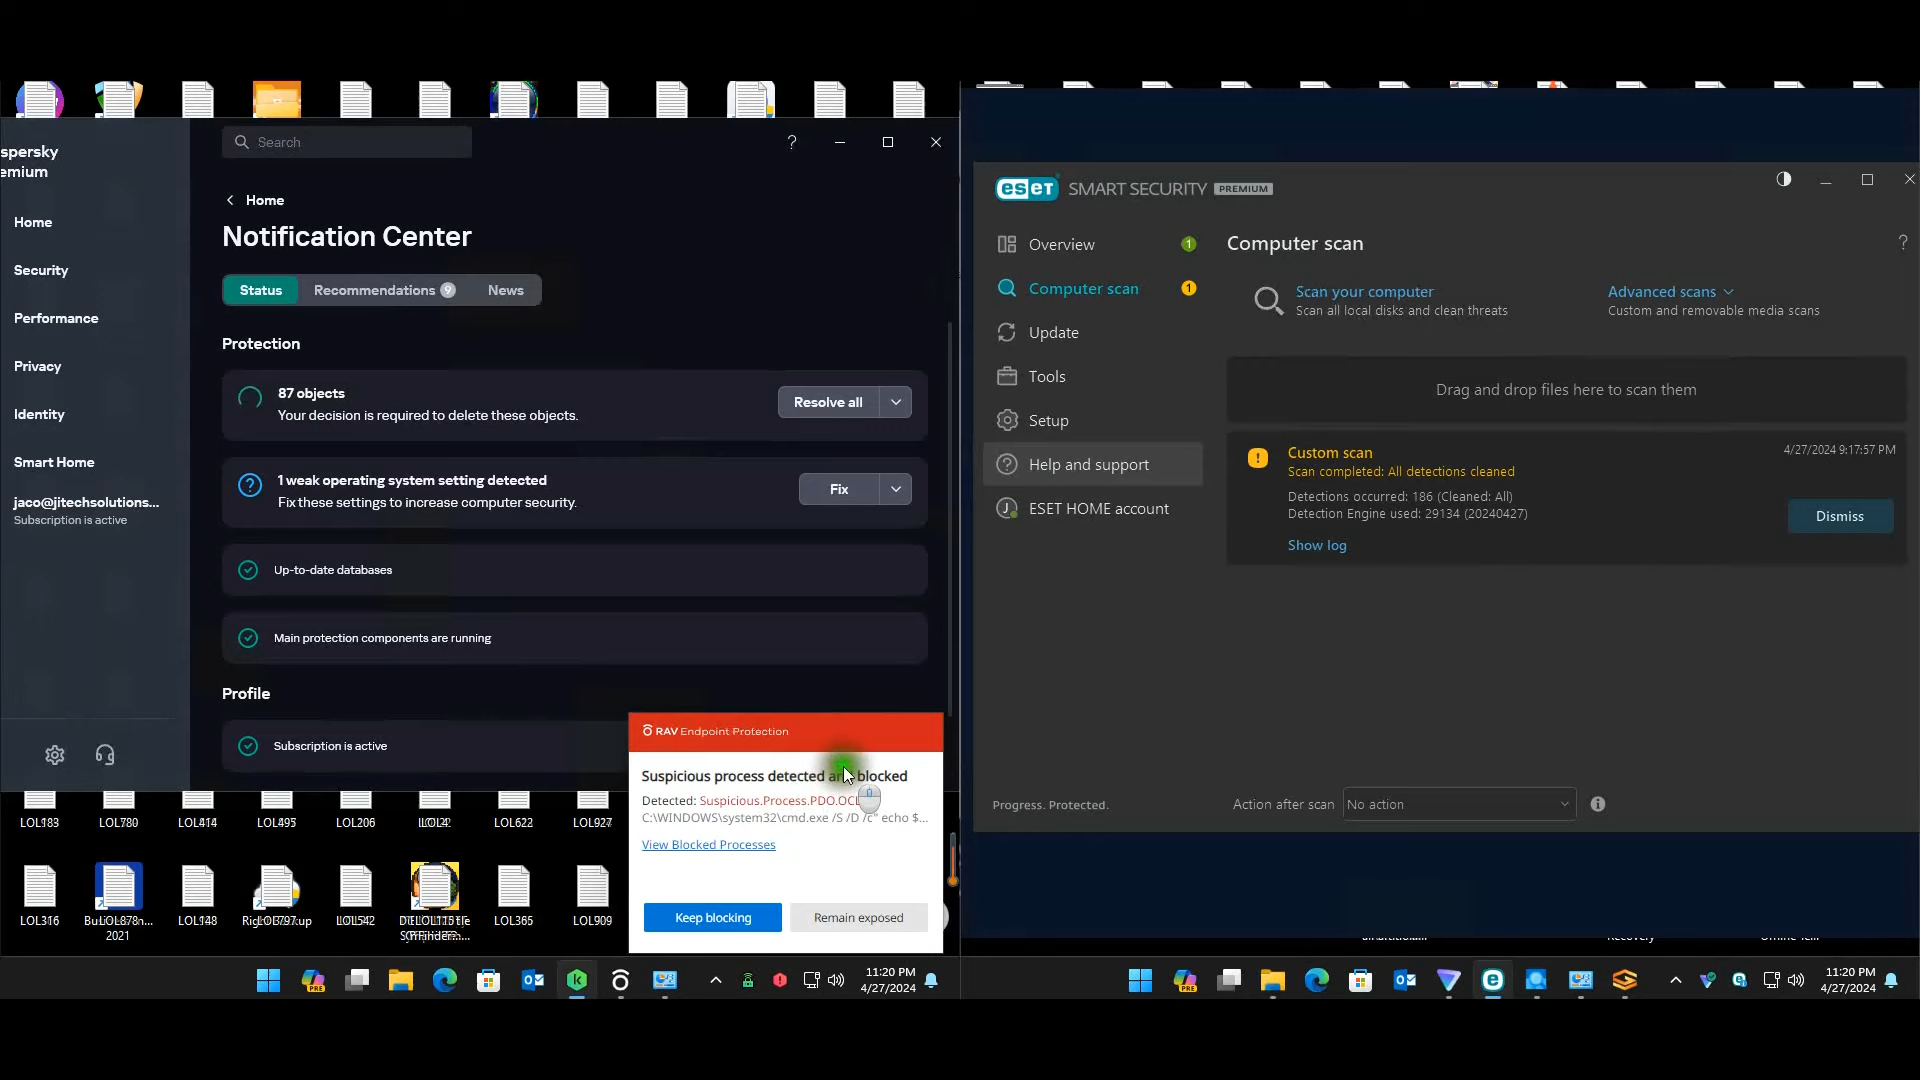 spersky
emium
Search
Home
Notification Center
Status
Recommendations 9
News
Home
Security
Performance
Privacy
Identity
Smart Home
jaco@jitechsolutions...
Subscription is active
Protection
87 objects
Your decision is required to delete these objects.
Resolve all
1 weak operating system setting detected
Fix these settings to increase computer security.
Fix
Up-to-date databases
Main protection components are running
Profile
Subscription is active
RAV Endpoint Protection
Suspicious process detected and blocked
Detected: Suspicious.Process.PDO.OCL
C:\WINDOWS\system32\cmd.exe /S /D /c" echo $...
View Blocked Processes
Keep blocking
Remain exposed
LOL183
LOL780
LOL414
LOL495
LOL206
LOL622
LOL927
LOL316
LOL148
LOL542
LOL365
LOL909
2021
11:20 PM
4/27/2024
eset SMART SECURITY PREMIUM
Overview 1
Computer scan 1
Update
Tools
Setup
Help and support
ESET HOME account
Progress. Protected.
Computer scan
?
Scan your computer
Scan all local disks and clean threats
Advanced scans
Custom and removable media scans
Drag and drop files here to scan them
Custom scan
4/27/2024 9:17:57 PM
Scan completed: All detections cleaned
Detections occurred: 186 (Cleaned: All)
Detection Engine used: 29134 (20240427)
Dismiss
Show log
Action after scan
No action
11:20 PM
4/27/2024